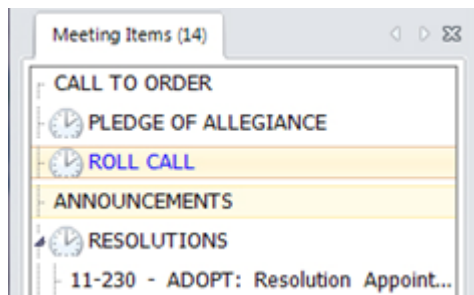 Meeting Items (14)
CALL TO ORDER
PLEDGE OF ALLEGIANCE
ROLL CALL
ANNOUNCEMENTS
RESOLUTIONS
11-230 - ADOPT: Resolution Appoint...